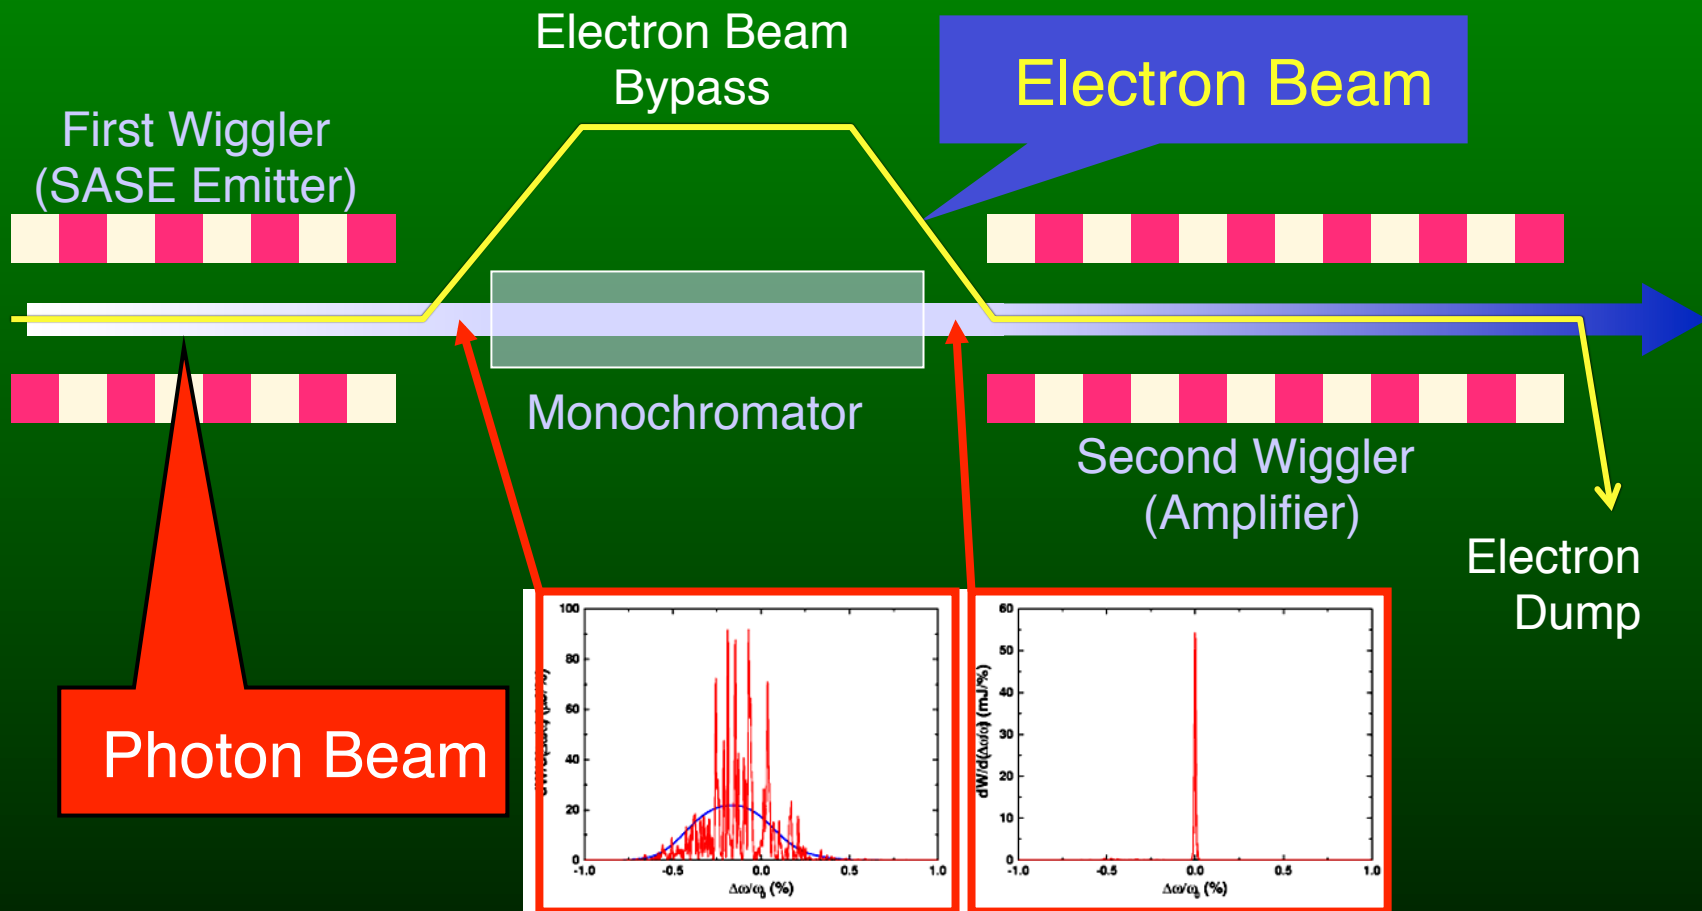 Electron Beam
Bypass
Electron Beam
First Wiggler
(SASE Emitter)
Monochromator
Second Wiggler
(Amplifier)
Electron
Dump
Photon Beam
100
80
60
40
20
0
-1.0 -0.5 0.0 0.5 1.0
Δω/ω₀ (%)
dW/d(Δω/ω) (mJ/%)
60
50
40
30
20
10
0
-1.0 -0.5 0.0 0.5 1.0
Δω/ω₀ (%)